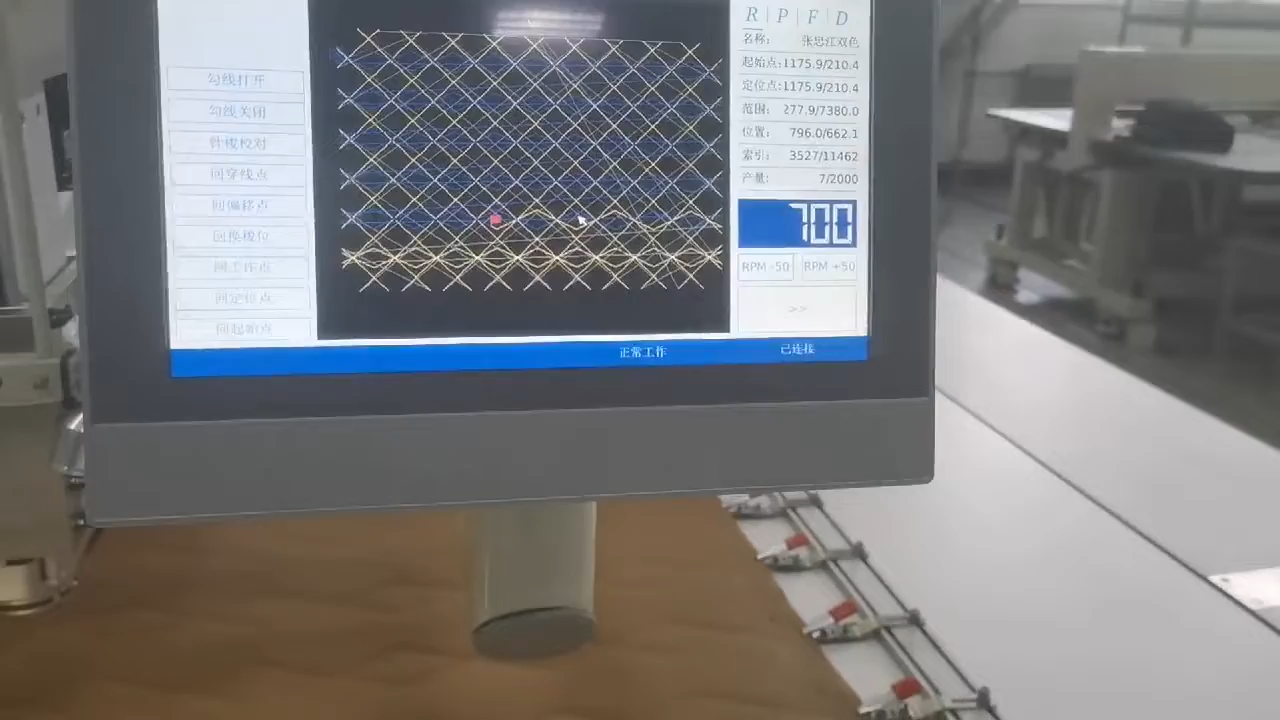 勾线打开
勾线关闭
针梭校对
回穿线点
回偏移点
回换梭位
回工作点
回定位点
回起始点
R P F D
名称: 张忠江双色
起始点:1175.9/210.4
定位点:1175.9/210.4
范围: 277.9/7380.0
位置: 796.0/662.1
索引: 3527/11462
产量: 7/2000
700
RPM -50 RPM +50
>>
正常工作 已连接